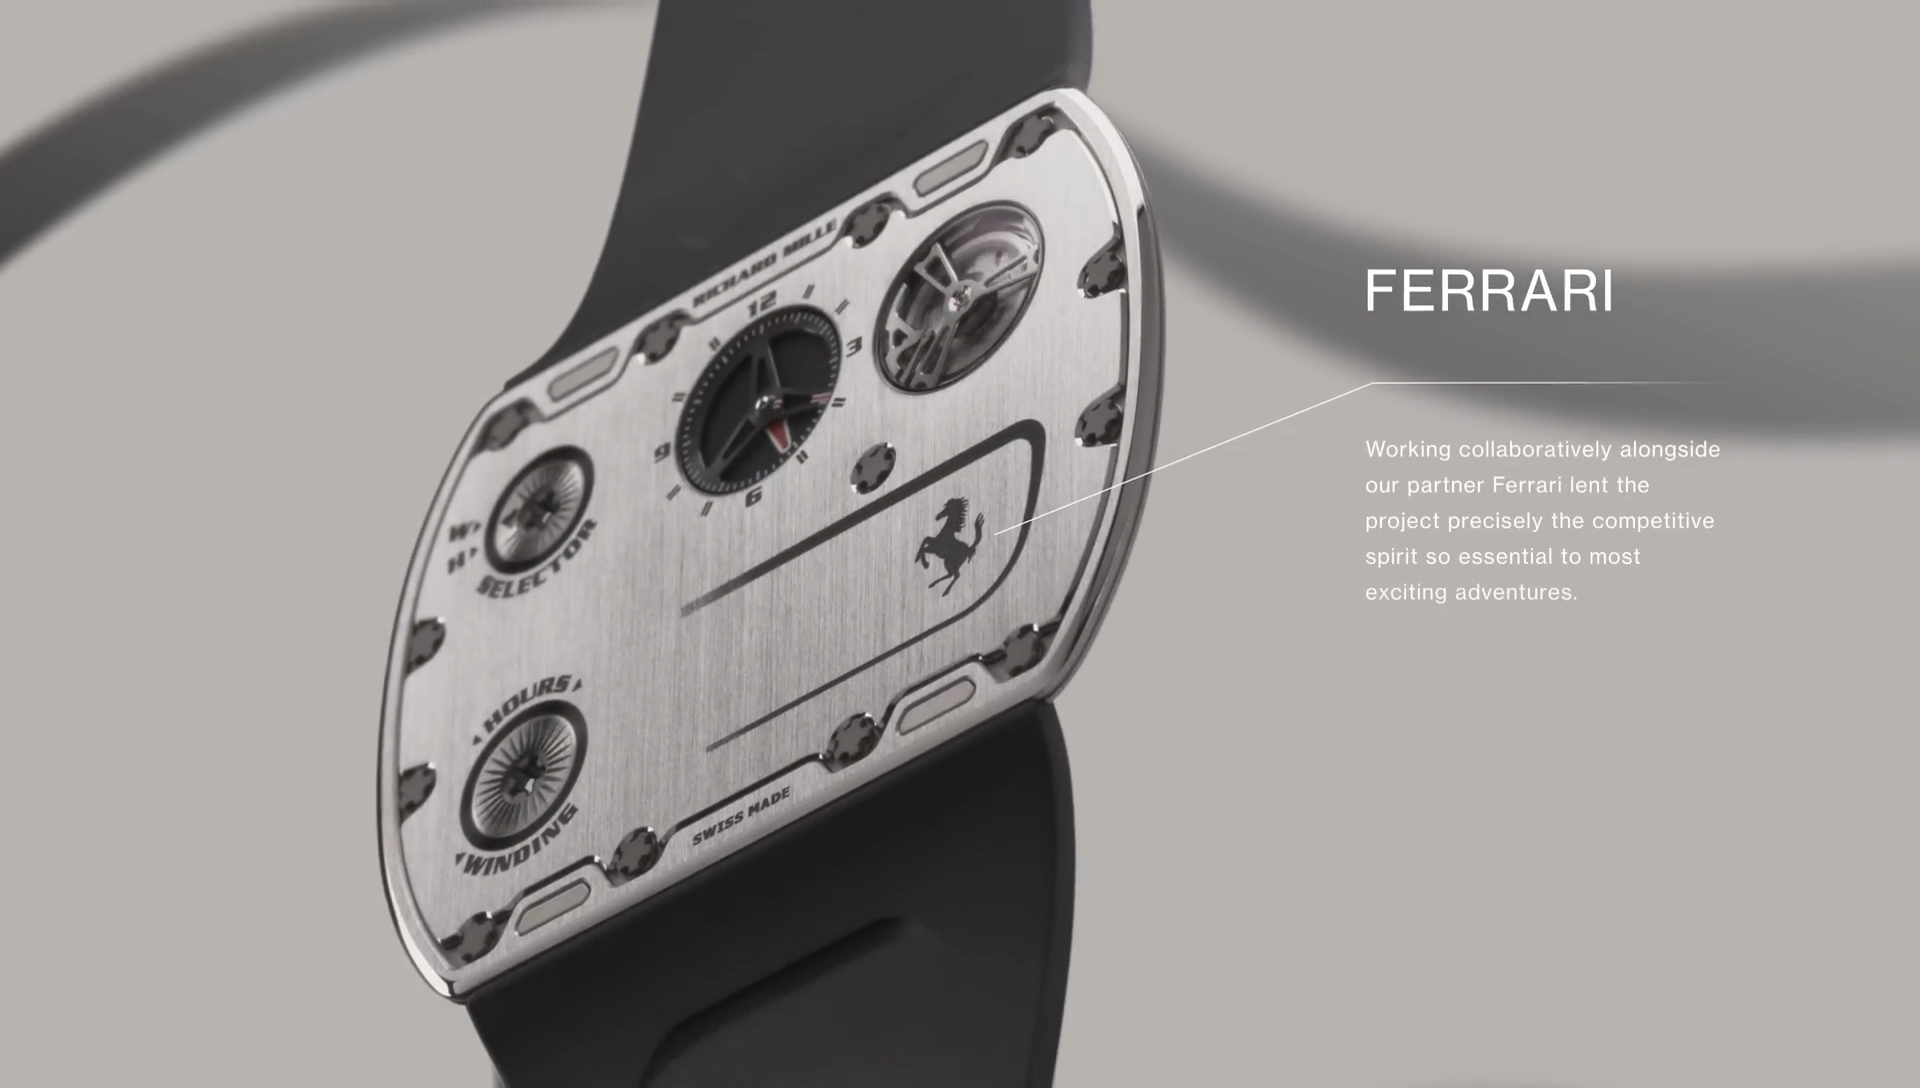 RICHARD MILLE
12
3
6
9
W
H
SELECTOR
HOURS
WINDING
SWISS MADE
FERRARI
Working collaboratively alongside
our partner Ferrari lent the
project precisely the competitive
spirit so essential to most
exciting adventures.